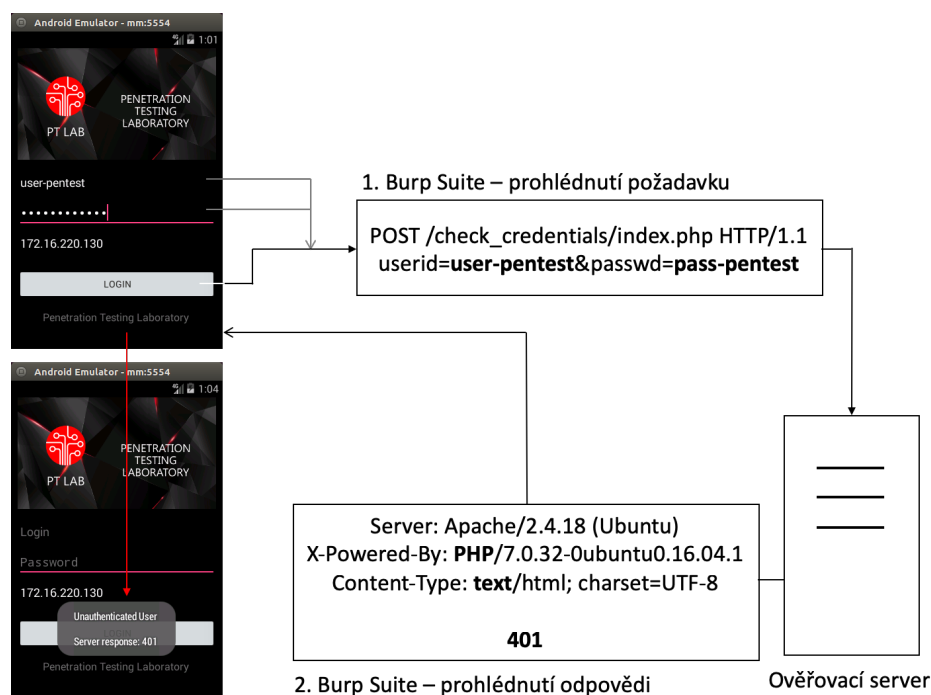 Android Emulator - mm:5554
4G 1:01
PENETRATION
TESTING
LABORATORY
PT LAB
user-pentest
172.16.220.130
LOGIN
Penetration Testing Laboratory
1. Burp Suite – prohlédnutí požadavku
POST /check_credentials/index.php HTTP/1.1
userid=user-pentest&passwd=pass-pentest
Android Emulator - mm:5554
4G 1:04
PENETRATION
TESTING
LABORATORY
PT LAB
Login
Password
172.16.220.130
Unauthenticated User
Server response: 401
Penetration Testing Laboratory
Server: Apache/2.4.18 (Ubuntu)
X-Powered-By: PHP/7.0.32-0ubuntu0.16.04.1
Content-Type: text/html; charset=UTF-8
401
2. Burp Suite – prohlédnutí odpovědi
Ověřovací server